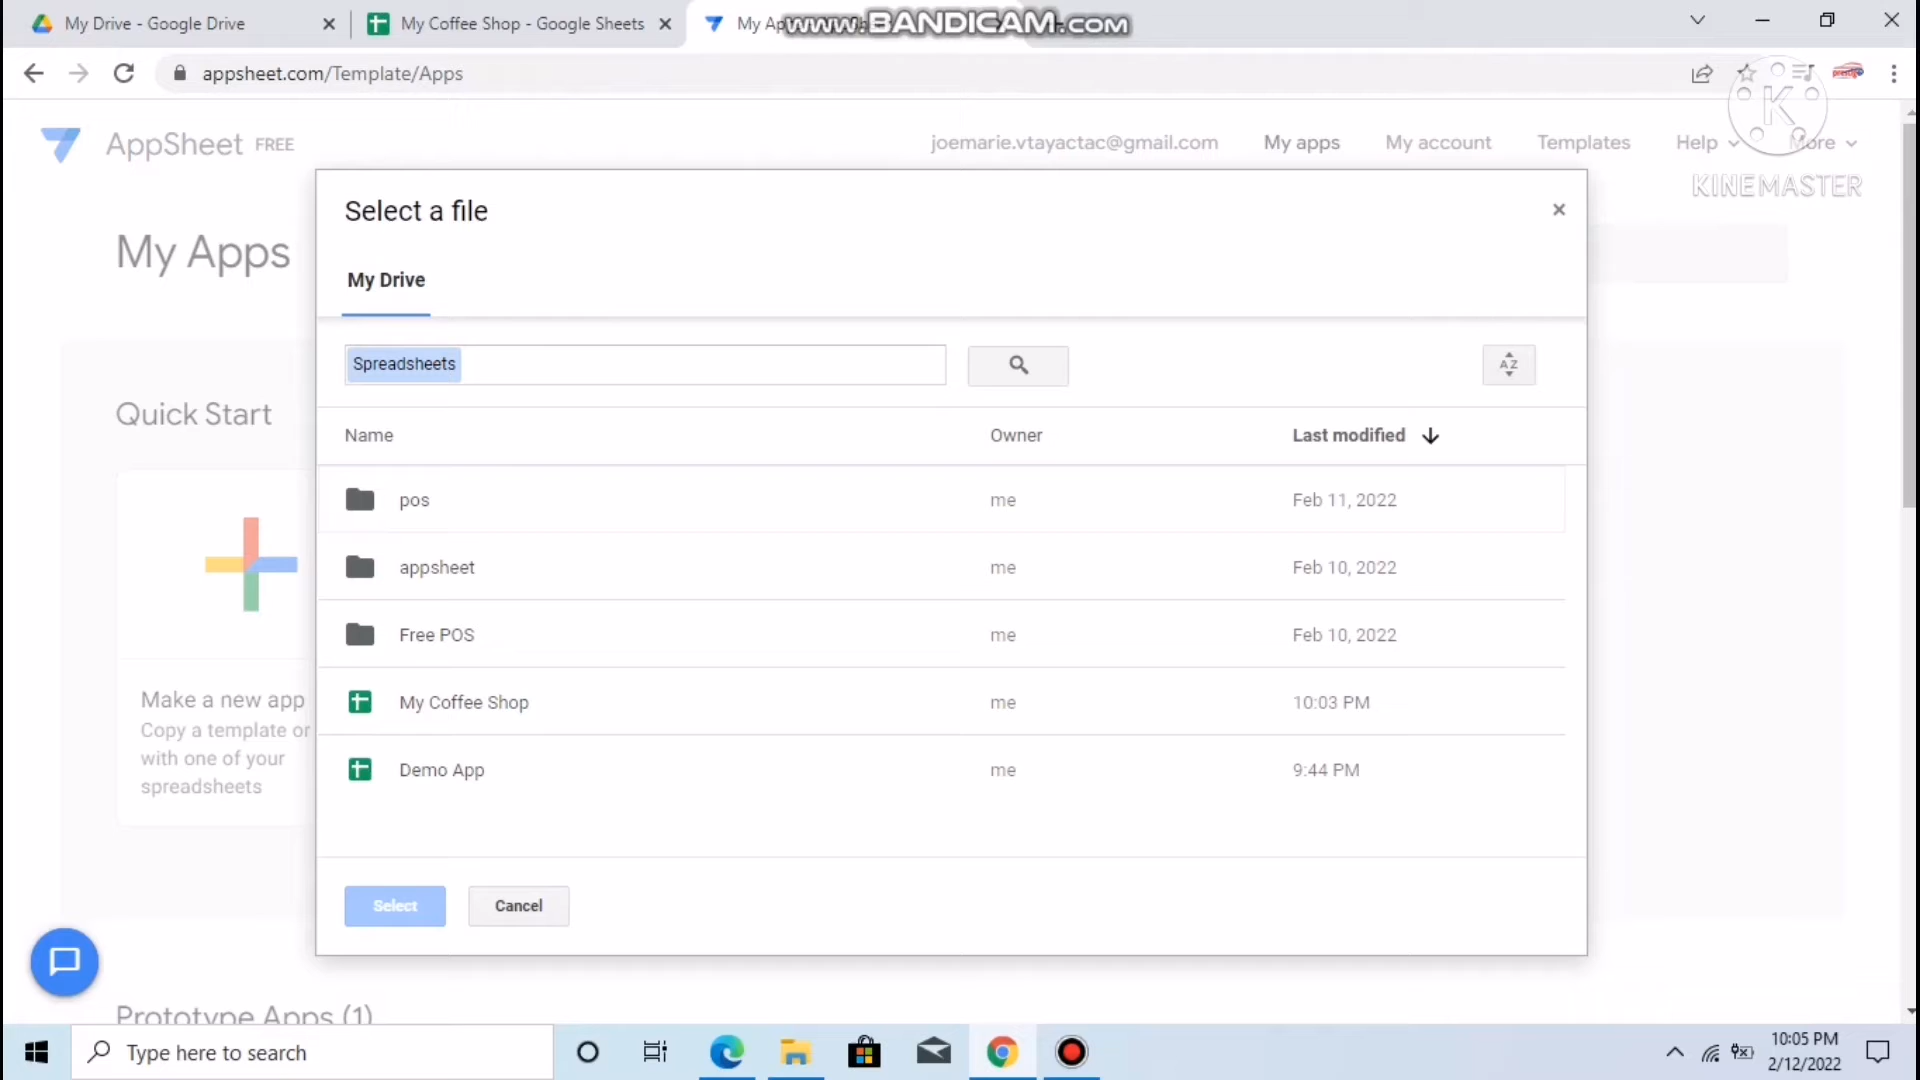 My Drive - Google Drive
My Coffee Shop - Google Sheets
My Ap
www.BANDICAM.com
appsheet.com/Template/Apps
AppSheet FREE
joemarie.vtayactac@gmail.com
My apps
My account
Templates
Help
More
K
KINEMASTER
My Apps
Select a file
My Drive
Spreadsheets
AZ
Quick Start
Name Owner Last modified
pos me Feb 11, 2022
appsheet me Feb 10, 2022
Free POS me Feb 10, 2022
My Coffee Shop me 10:03 PM
Demo App me 9:44 PM
Make a new app
Copy a template or
with one of your
spreadsheets
Select
Cancel
Prototype Apps (1)
Type here to search
10:05 PM
2/12/2022